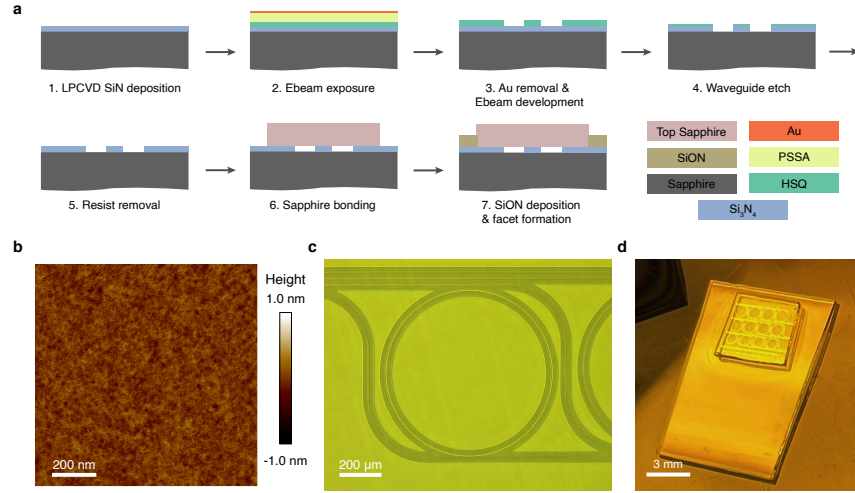 a
1. LPCVD SiN deposition
2. Ebeam exposure
3. Au removal &
Ebeam development
4. Waveguide etch
5. Resist removal
6. Sapphire bonding
7. SiON deposition
& facet formation
Top Sapphire
Au
SiON
PSSA
Sapphire
HSQ
Si₃N₄
b
Height
1.0 nm
-1.0 nm
200 nm
c
200 µm
d
3 mm